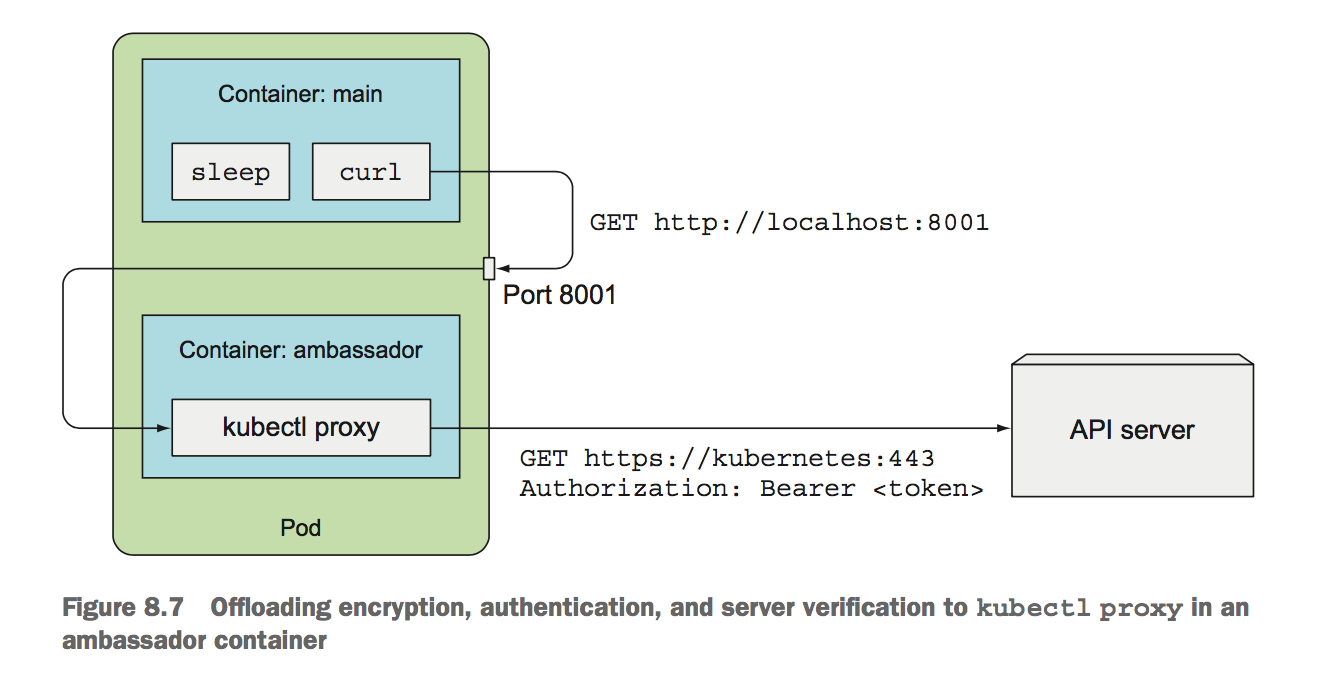 Container: main
sleep
curl
GET http://localhost:8001
Port 8001
Container: ambassador
kubectl proxy
API server
GET https://kubernetes:443
Authorization: Bearer <token>
Pod
Figure 8.7 Offloading encryption, authentication, and server verification to kubectl proxy in an
ambassador container